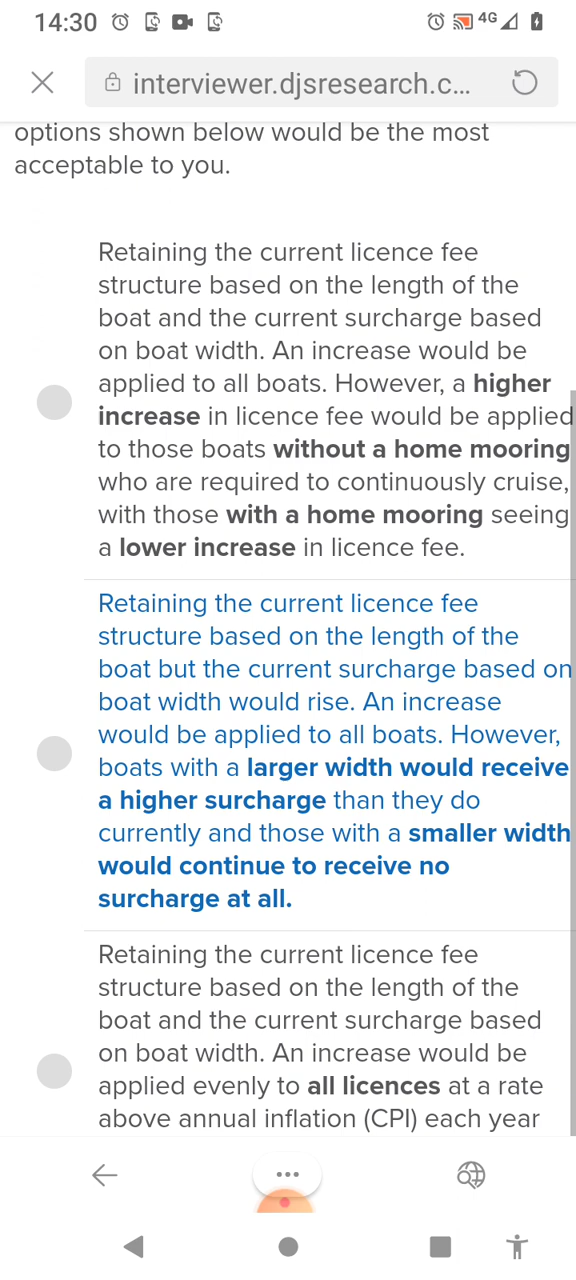 14:30
4G
interviewer.djsresearch.c...
options shown below would be the most
acceptable to you.
Retaining the current licence fee
structure based on the length of the
boat and the current surcharge based
on boat width. An increase would be
applied to all boats. However, a higher
increase in licence fee would be applied
to those boats without a home mooring
who are required to continuously cruise,
with those with a home mooring seeing
a lower increase in licence fee.
Retaining the current licence fee
structure based on the length of the
boat but the current surcharge based on
boat width would rise. An increase
would be applied to all boats. However,
boats with a larger width would receive
a higher surcharge than they do
currently and those with a smaller width
would continue to receive no
surcharge at all.
Retaining the current licence fee
structure based on the length of the
boat and the current surcharge based
on boat width. An increase would be
applied evenly to all licences at a rate
above annual inflation (CPI) each year